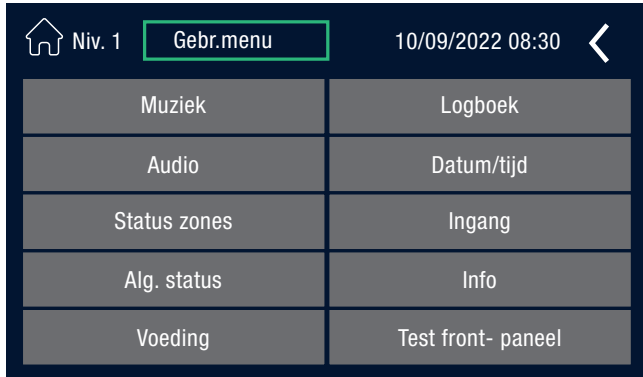 Niv. 1 Gebr.menu 10/09/2022 08:30
Muziek Logboek
Audio Datum/tijd
Status zones Ingang
Alg. status Info
Voeding Test front- paneel